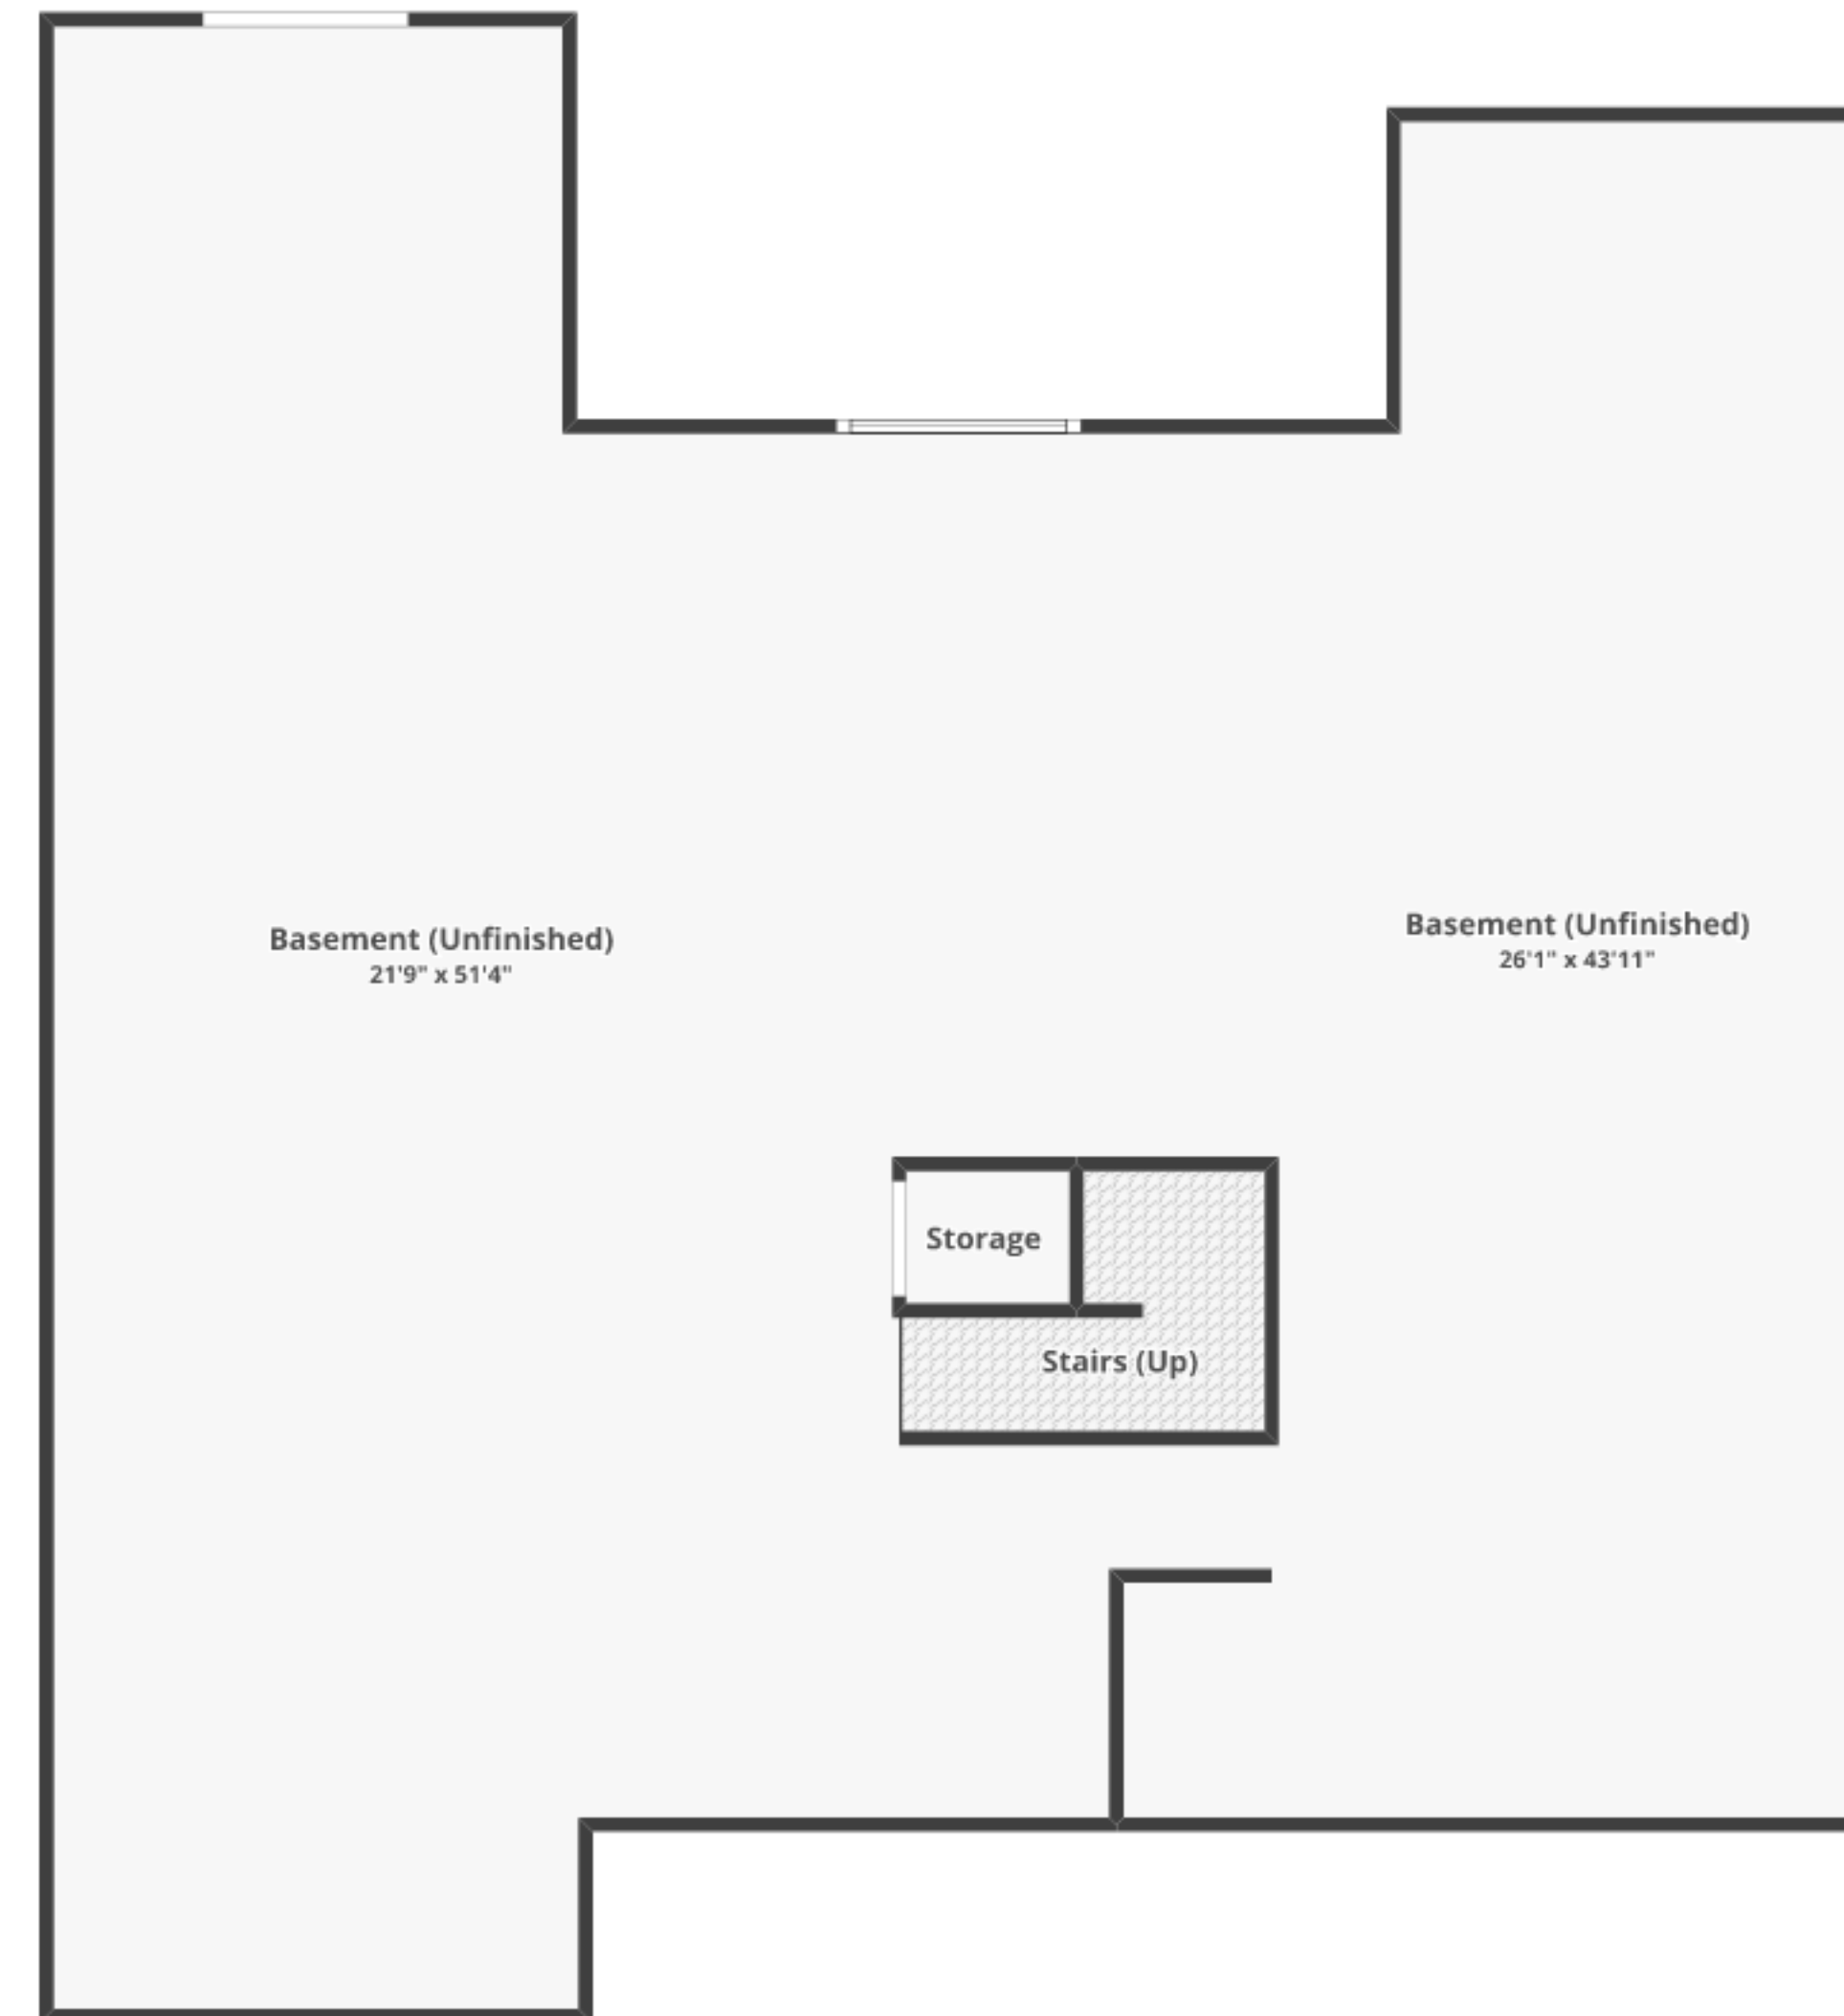 Basement (Unfinished)
21'9" x 51'4"
Basement (Unfinished)
26'1" x 43'11"
Storage
Stairs (Up)